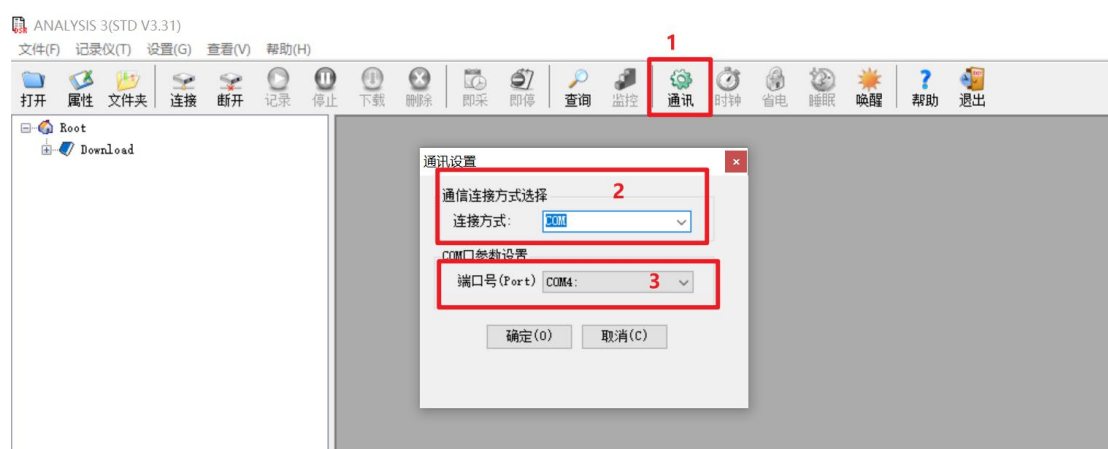 ANALYSIS 3(STD V3.31)
文件(F) 记录仪(T) 设置(G) 查看(V) 帮助(H)
1
打开 属性 文件夹 连接 断开 记录 停止 下载 删除 即采 即停 查询 监控 通讯 时钟 省电 睡眠 唤醒 帮助 退出
Root
Download
通讯设置
通信连接方式选择
2
连接方式: COM
COM口参数设置
端口号(Port) COM4:
3
确定(O) 取消(C)